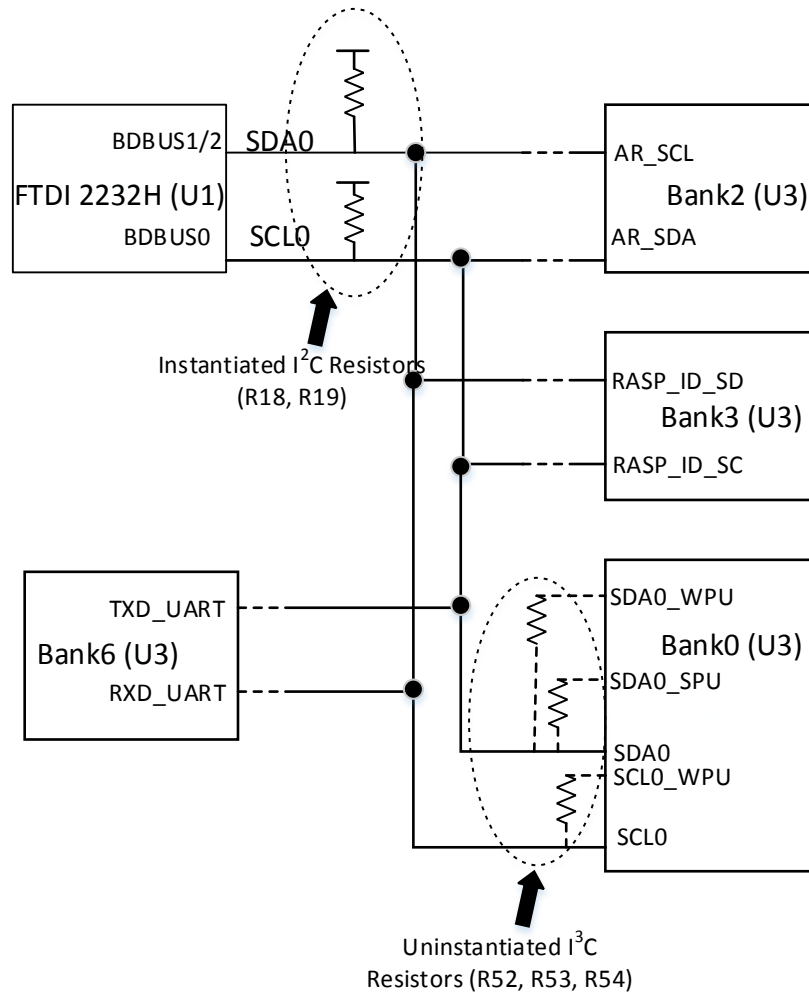 BDBUS1/2
SDA0
FTDI 2232H (U1)
BDBUS0
SCL0
AR_SCL
Bank2 (U3)
AR_SDA
Instantiated I²C Resistors
(R18, R19)
RASP_ID_SD
Bank3 (U3)
RASP_ID_SC
TXD_UART
Bank6 (U3)
RXD_UART
SDA0_WPU
Bank0 (U3)
SDA0_SPU
SDA0
SCL0_WPU
SCL0
Uninstantiated I³C
Resistors (R52, R53, R54)